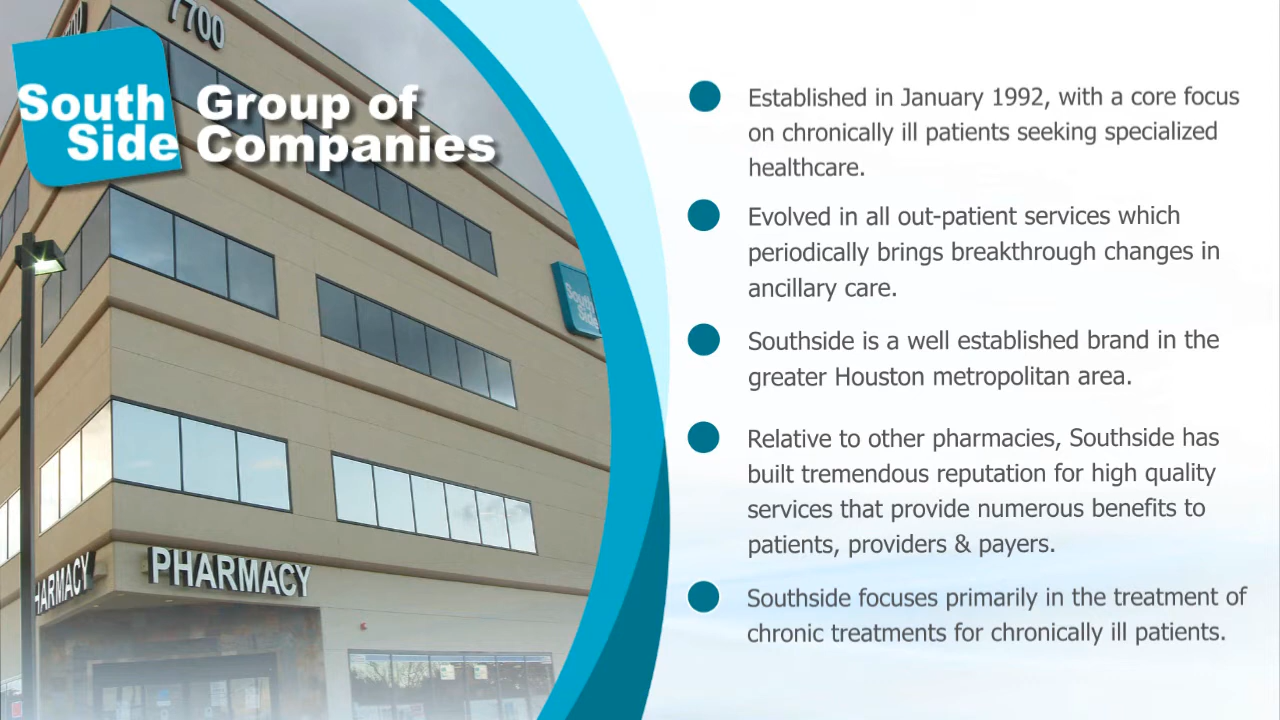 7700
South
Side
Group of
Companies
South
Side
PHARMACY
HARMACY
Established in January 1992, with a core focus
on chronically ill patients seeking specialized
healthcare.
Evolved in all out-patient services which
periodically brings breakthrough changes in
ancillary care.
Southside is a well established brand in the
greater Houston metropolitan area.
Relative to other pharmacies, Southside has
built tremendous reputation for high quality
services that provide numerous benefits to
patients, providers & payers.
Southside focuses primarily in the treatment of
chronic treatments for chronically ill patients.